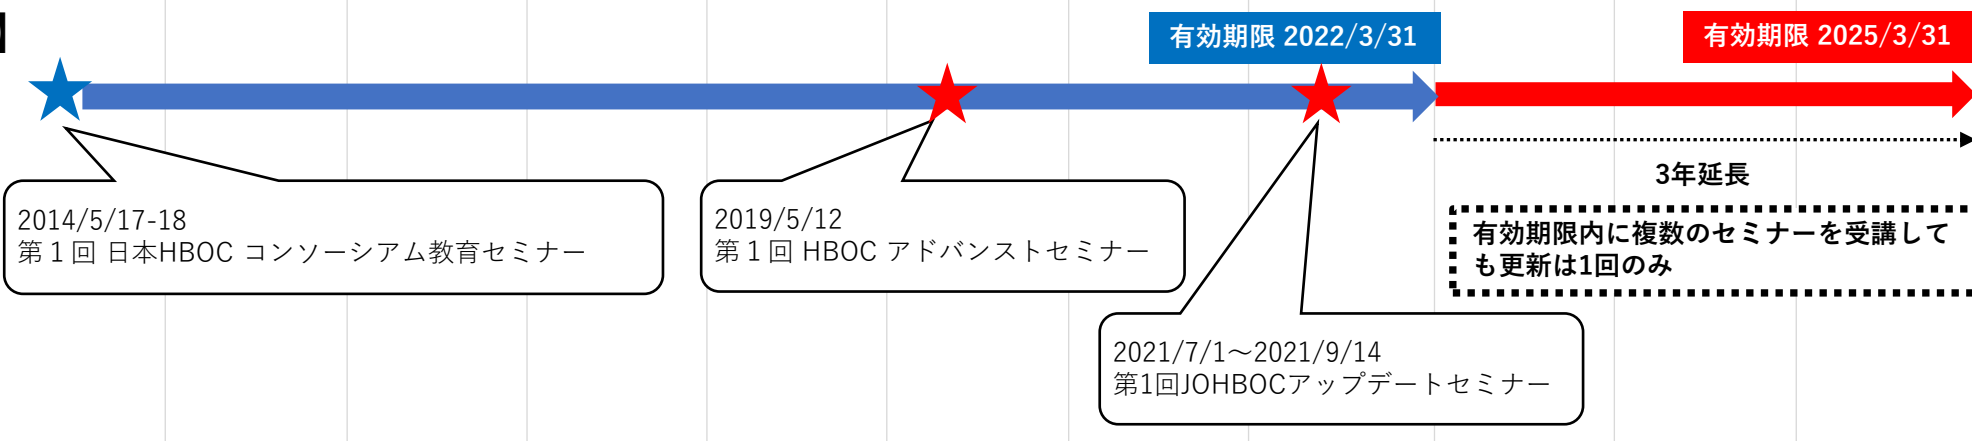 有効期限 2022/3/31
有効期限 2025/3/31
3年延長
2014/5/17-18
第１回 日本HBOC コンソーシアム教育セミナー
2019/5/12
第１回 HBOC アドバンストセミナー
有効期限内に複数のセミナーを受講して
も更新は1回のみ
2021/7/1～2021/9/14
第1回JOHBOCアップデートセミナー